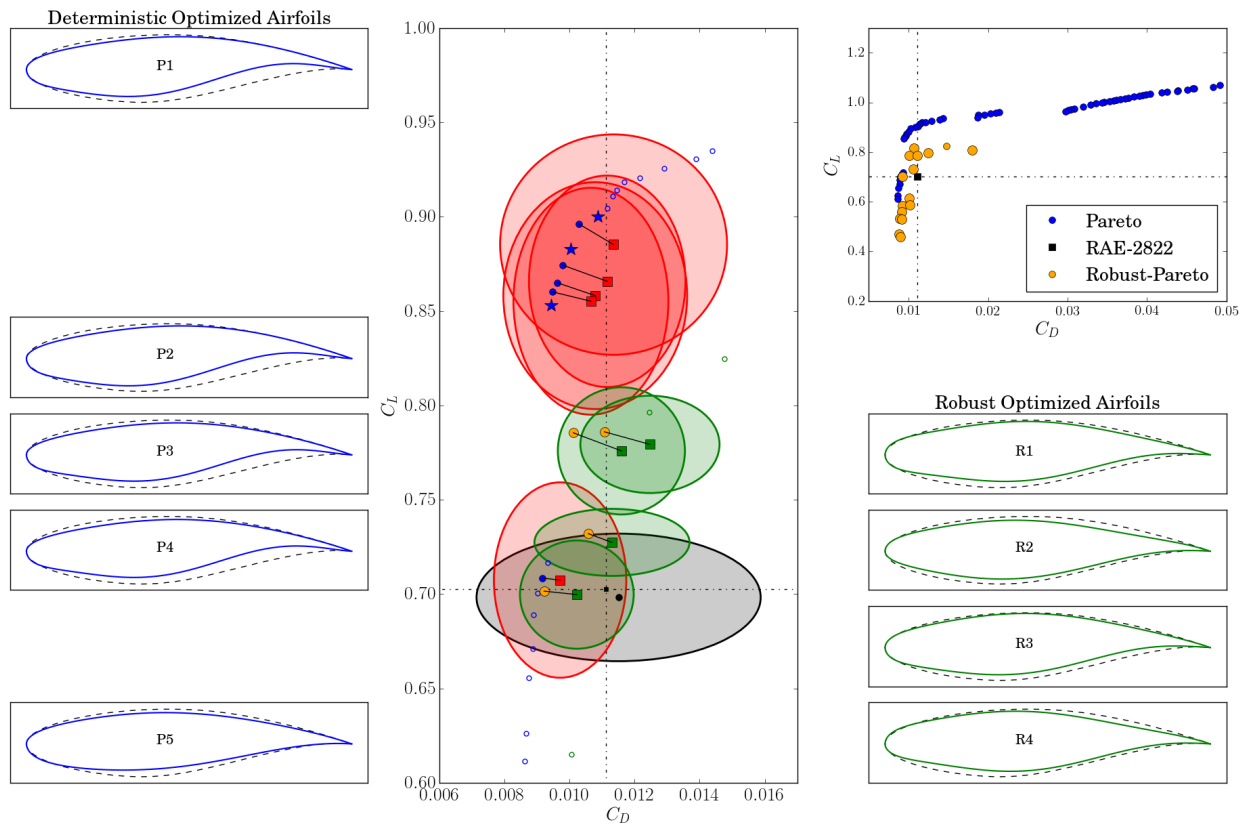 Deterministic Optimized Airfoils
P1
P2
P3
P4
P5
1.00
0.95
0.90
0.85
0.80
0.75
0.70
0.65
0.60
C_L
0.006
0.008
0.010
0.012
0.014
0.016
C_D
1.2
1.0
0.8
0.6
0.4
0.2
C_L
0.01
0.02
0.03
0.04
0.05
C_D
Pareto
RAE-2822
Robust-Pareto
Robust Optimized Airfoils
R1
R2
R3
R4